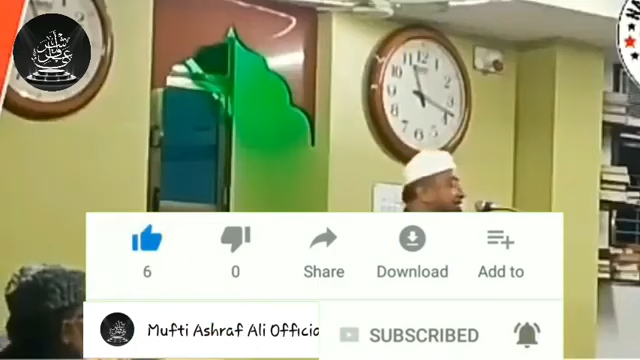 6
0
Share
Download
Add to
Mufti Ashraf Ali Officia
SUBSCRIBED